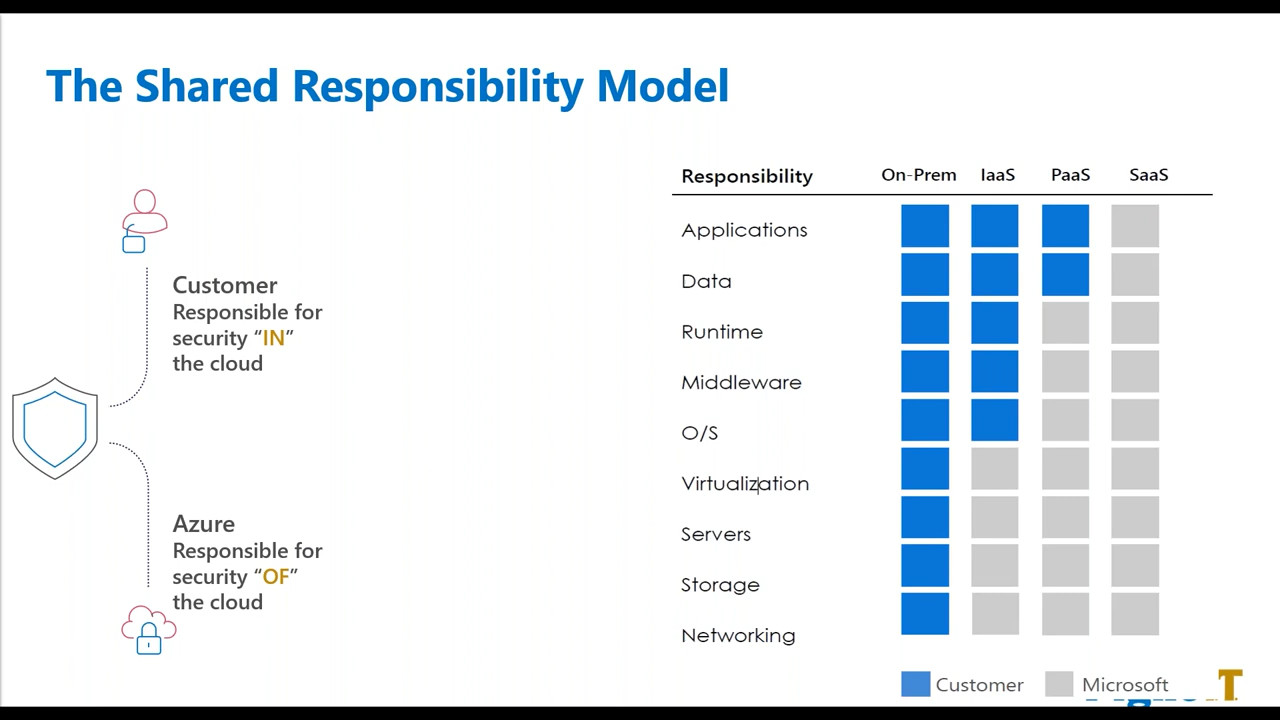 The Shared Responsibility Model
Customer
Responsible for
security “IN”
the cloud
Azure
Responsible for
security “OF”
the cloud
Responsibility On-Prem IaaS PaaS SaaS
Applications
Data
Runtime
Middleware
O/S
Virtualization
Servers
Storage
Networking
Customer Microsoft